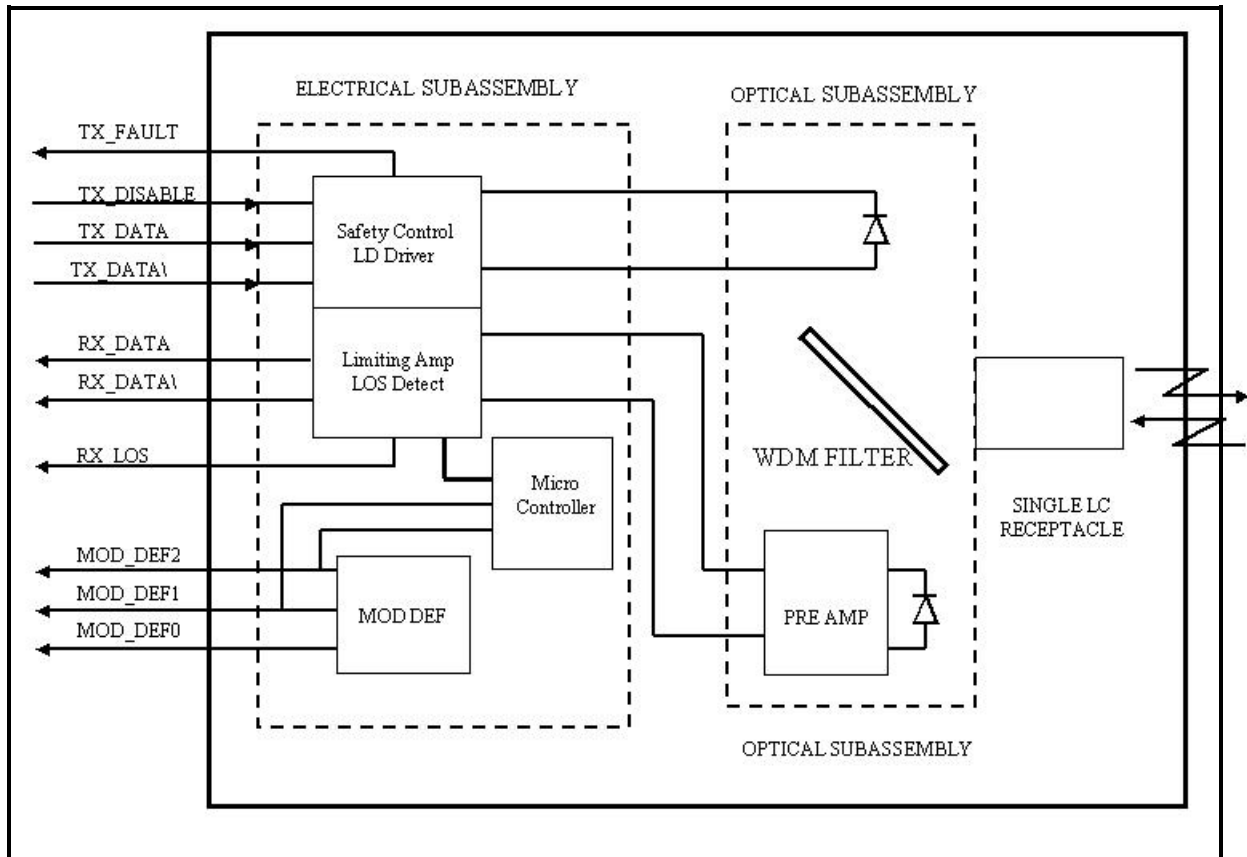 ELECTRICAL SUBASSEMBLY
OPTICAL SUBASSEMBLY
TX_FAULT
TX_DISABLE
TX_DATA
TX_DATA\
RX_DATA
RX_DATA\
RX_LOS
MOD_DEF2
MOD_DEF1
MOD_DEF0
Safety Control
LD Driver
Limiting Amp
LOS Detect
Micro
Controller
MOD DEF
WDM FILTER
PRE AMP
SINGLE LC
RECEPTACLE
OPTICAL SUBASSEMBLY